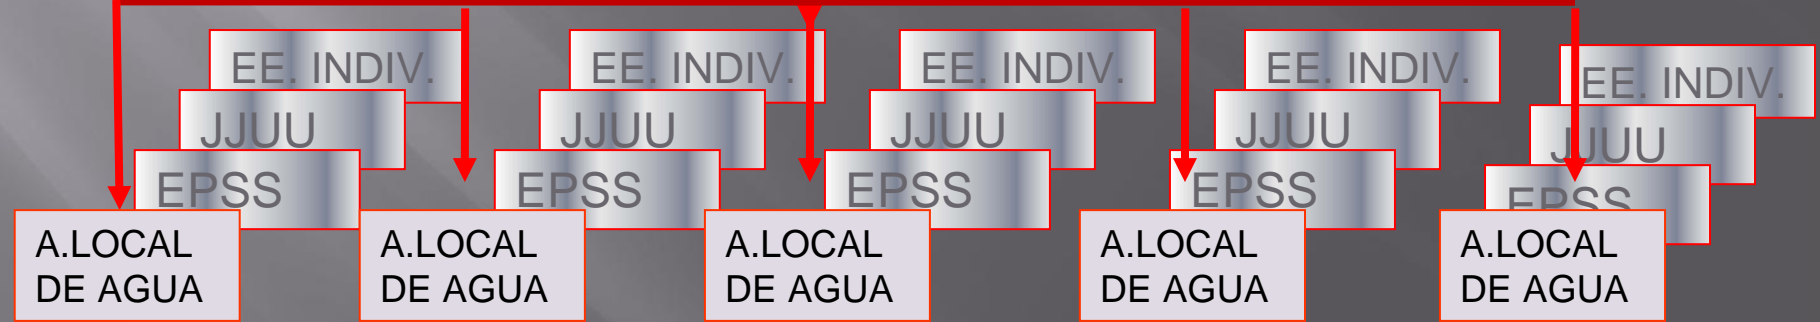 EE. INDIV.
JJUU
EPSS
A.LOCAL
DE AGUA
EE. INDIV.
JJUU
EPSS
A.LOCAL
DE AGUA
EE. INDIV.
JJUU
EPSS
A.LOCAL
DE AGUA
EE. INDIV.
JJUU
EPSS
A.LOCAL
DE AGUA
EE. INDIV.
JJUU
EPSS
A.LOCAL
DE AGUA